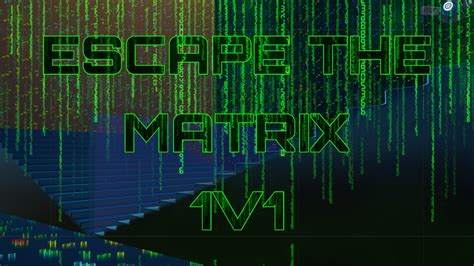 ESCAPE THE
MATRIX
1V1